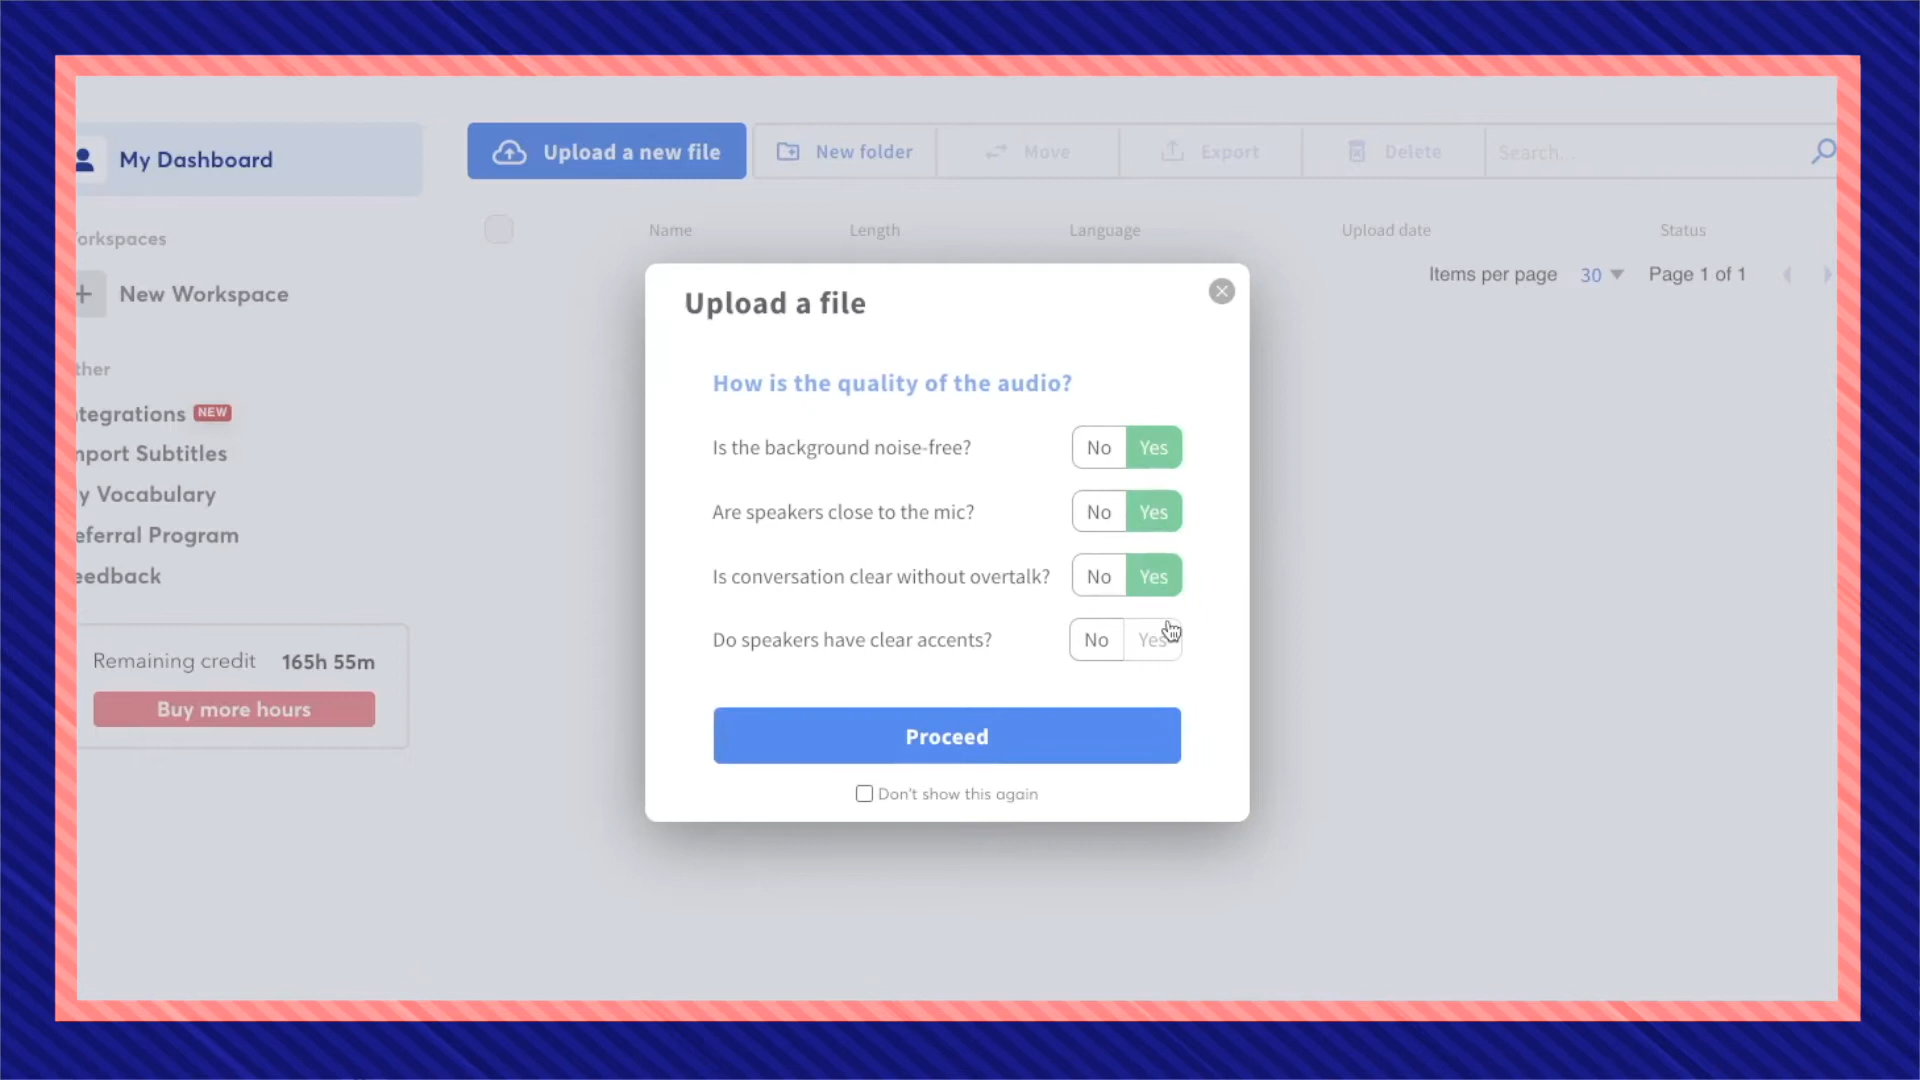 My Dashboard
Upload a new file
New folder
Move
Export
Delete
Search...
orkspaces
Name
Length
Language
Upload date
Status
Items per page 30
Page 1 of 1
New Workspace
Upload a file
ther
How is the quality of the audio?
ntegrations NEW
Is the background noise-free? No Yes
mport Subtitles
y Vocabulary
Are speakers close to the mic? No Yes
eferral Program
eedback
Is conversation clear without overtalk? No Yes
Do speakers have clear accents? No Yes
Remaining credit 165h 55m
Buy more hours
Proceed
Don't show this again